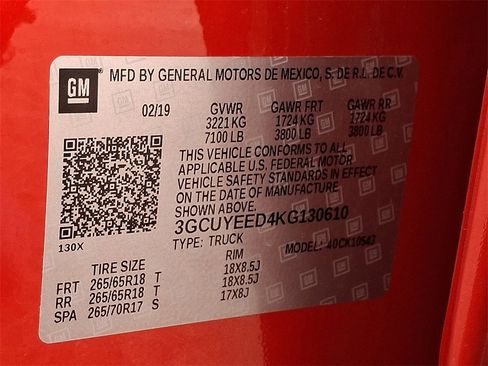 GM MFD BY GENERAL MOTORS DE MEXICO, S. DE R.L. DE C.V.
02/19 GVWR GAWR FRT GAWR RR
3221 KG 1724 KG 1724 KG
7100 LB 3800 LB 3800 LB
THIS VEHICLE CONFORMS TO ALL
APPLICABLE U.S. FEDERAL MOTOR
VEHICLE SAFETY STANDARDS IN EFFECT
ON THE DATE OF MANUFACTURE
SHOWN ABOVE.
3GCUYEED4KG130610
130X TYPE: TRUCK MODEL: 40CK10543
TIRE SIZE RIM
FRT 265/65R18 T 18X8.5J
RR 265/65R18 T 18X8.5J
SPA 265/70R17 S 17X8J